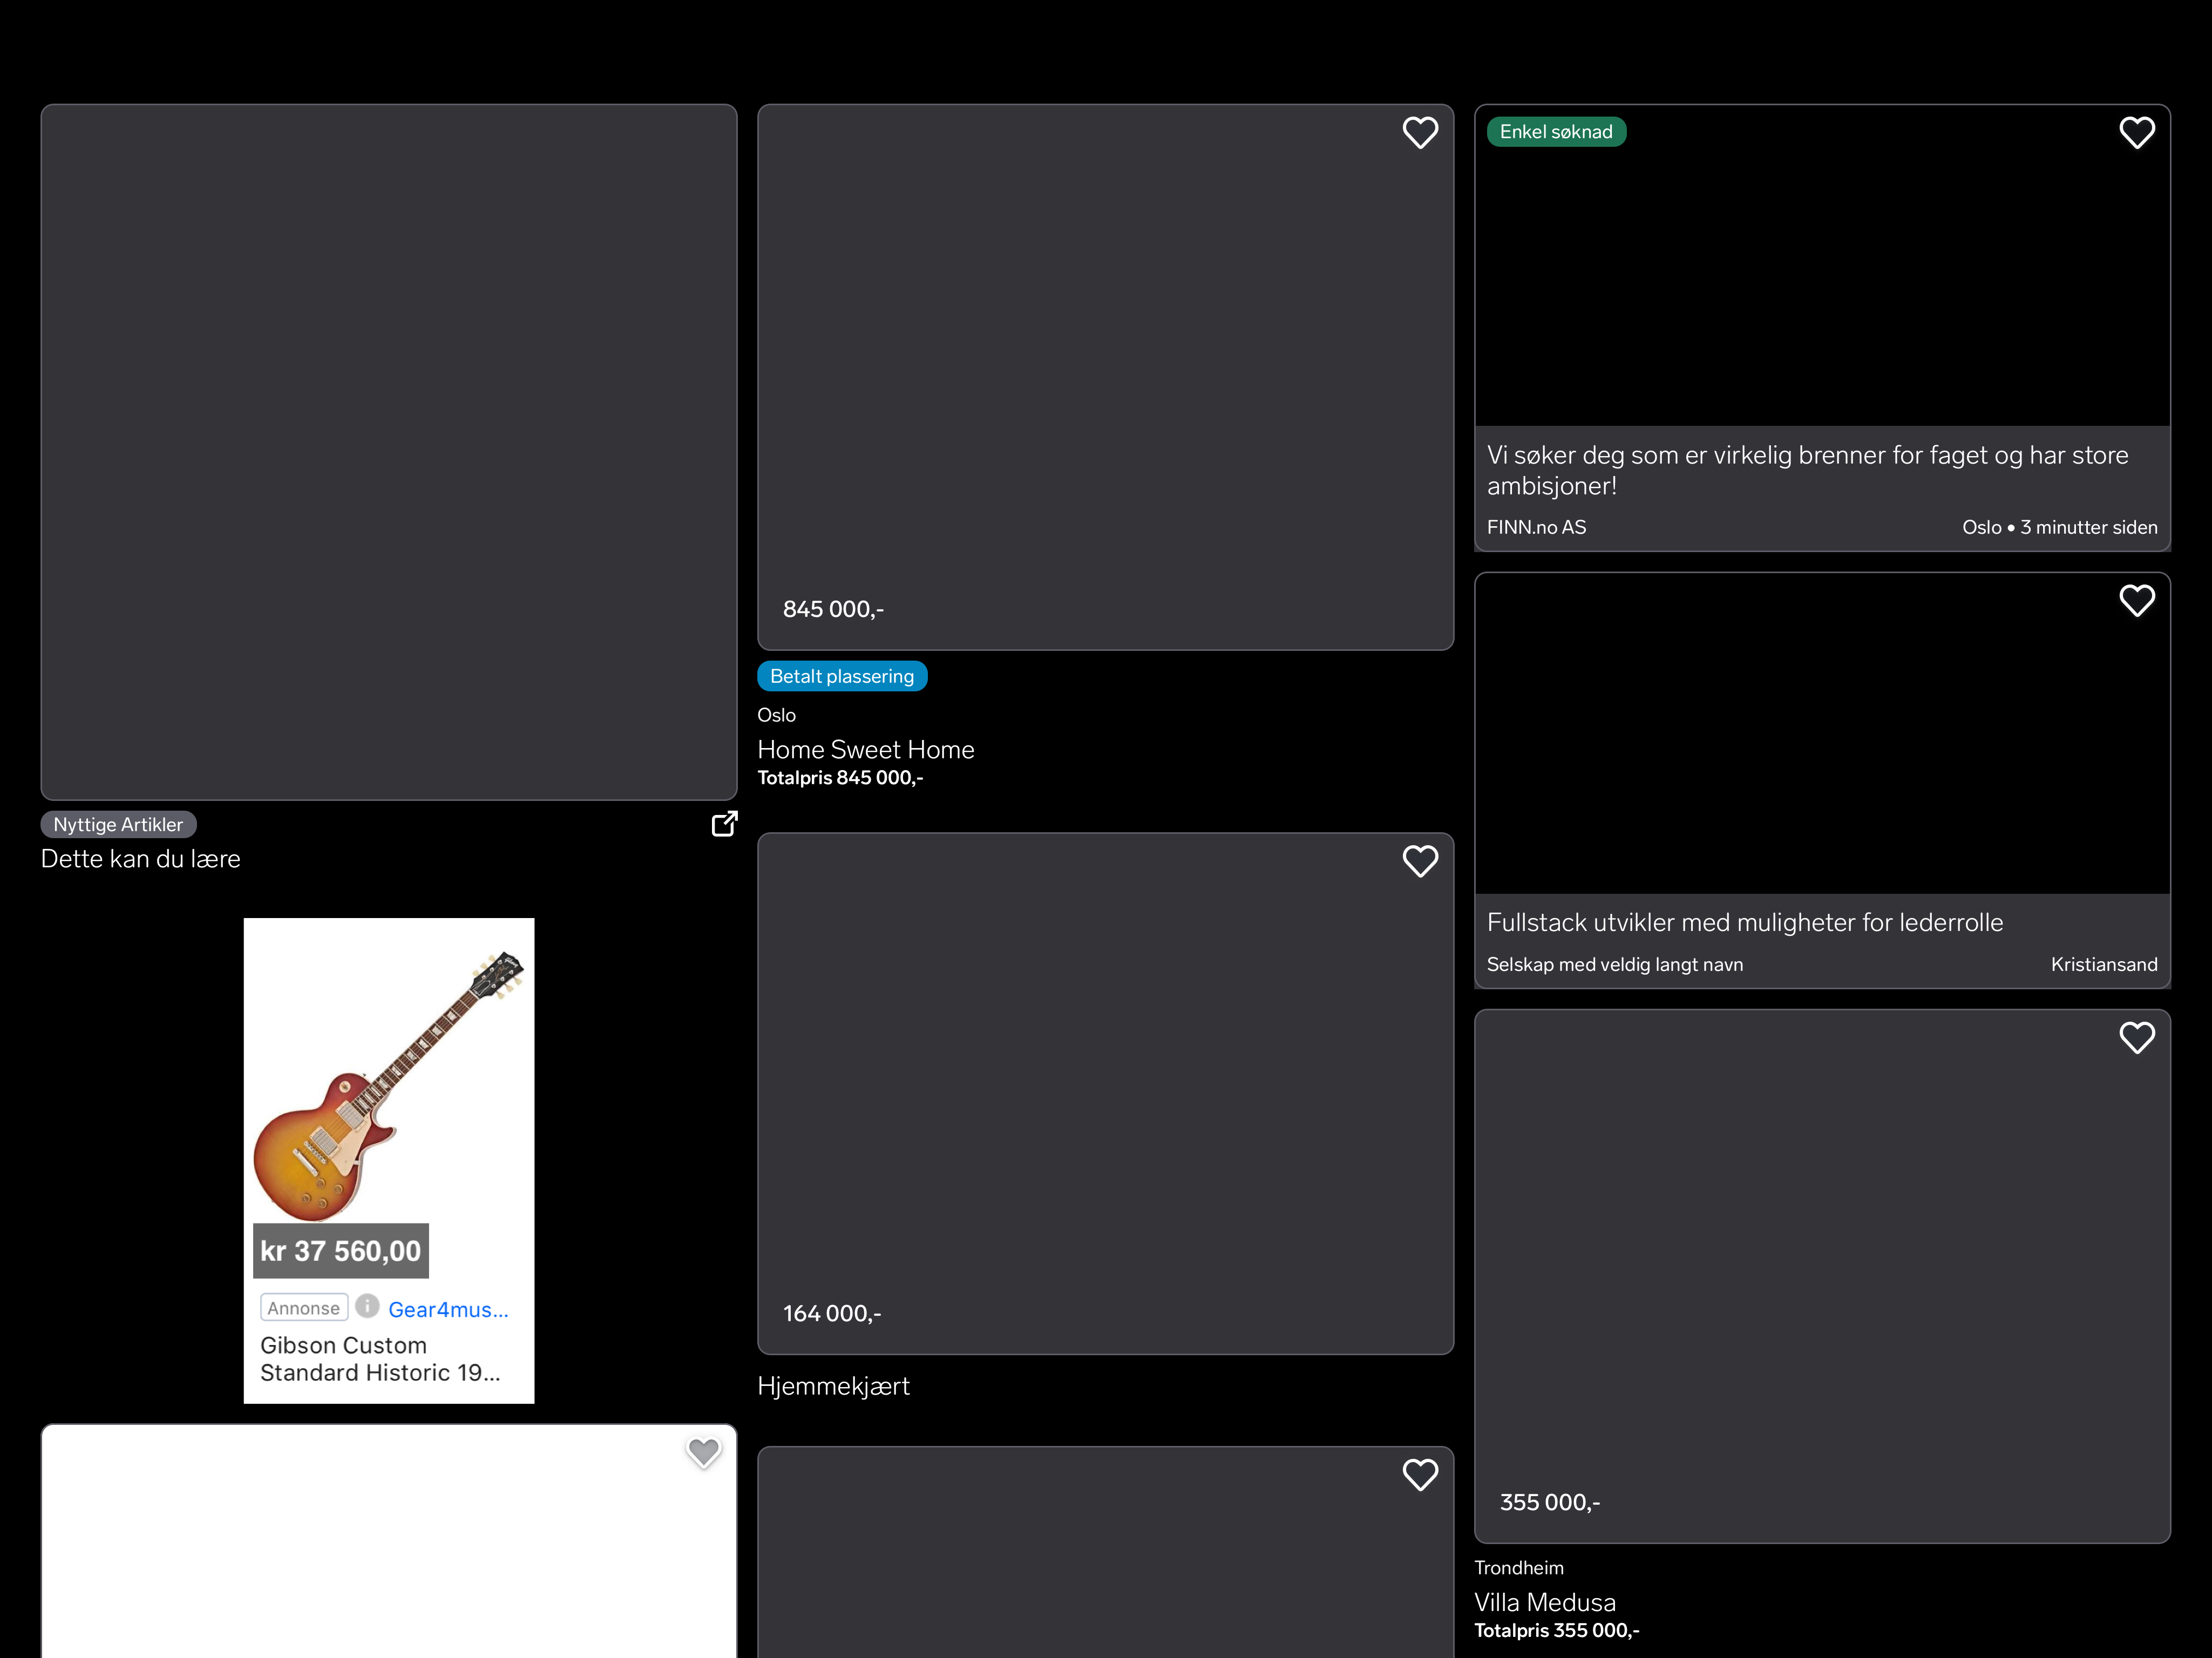 Nyttige Artikler
Dette kan du lære
kr 37 560,00
Annonse Gear4mus...
Gibson Custom
Standard Historic 19...
845 000,-
Betalt plassering
Oslo
Home Sweet Home
Totalpris 845 000,-
164 000,-
Hjemmekjært
Enkel søknad
Vi søker deg som er virkelig brenner for faget og har store
ambisjoner!
FINN.no AS
Oslo • 3 minutter siden
Fullstack utvikler med muligheter for lederrolle
Selskap med veldig langt navn
Kristiansand
355 000,-
Trondheim
Villa Medusa
Totalpris 355 000,-